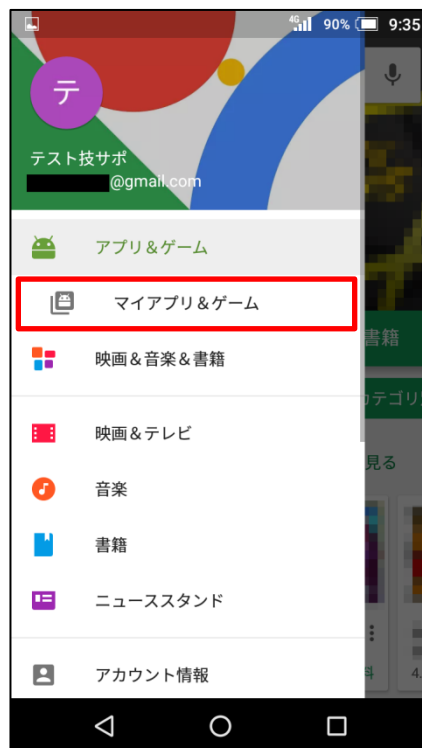 4G 90% 9:35
テ
テスト技サポ
@gmail.com
アプリ&ゲーム
マイアプリ&ゲーム
映画&音楽&書籍
書籍
カテゴリ
映画&テレビ
見る
音楽
書籍
ニューススタンド
アカウント情報
料
4.